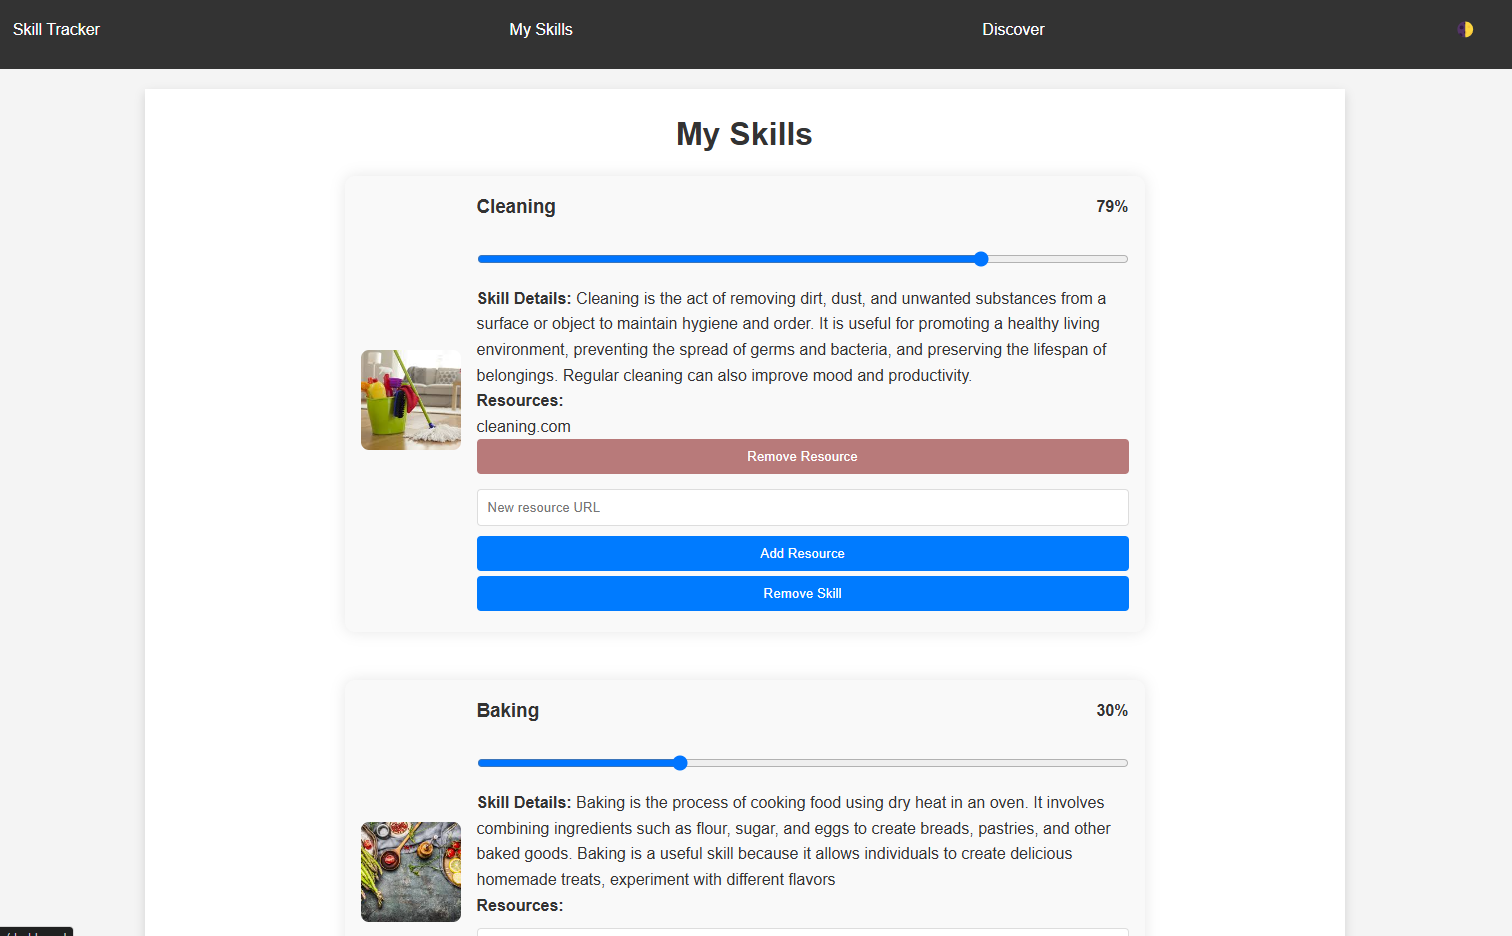 Skill Tracker
My Skills
Discover
My Skills
Cleaning
79%
Skill Details: Cleaning is the act of removing dirt, dust, and unwanted substances from a
surface or object to maintain hygiene and order. It is useful for promoting a healthy living
environment, preventing the spread of germs and bacteria, and preserving the lifespan of
belongings. Regular cleaning can also improve mood and productivity.
Resources:
cleaning.com
Remove Resource
New resource URL
Add Resource
Remove Skill
Baking
30%
Skill Details: Baking is the process of cooking food using dry heat in an oven. It involves
combining ingredients such as flour, sugar, and eggs to create breads, pastries, and other
baked goods. Baking is a useful skill because it allows individuals to create delicious
homemade treats, experiment with different flavors
Resources: